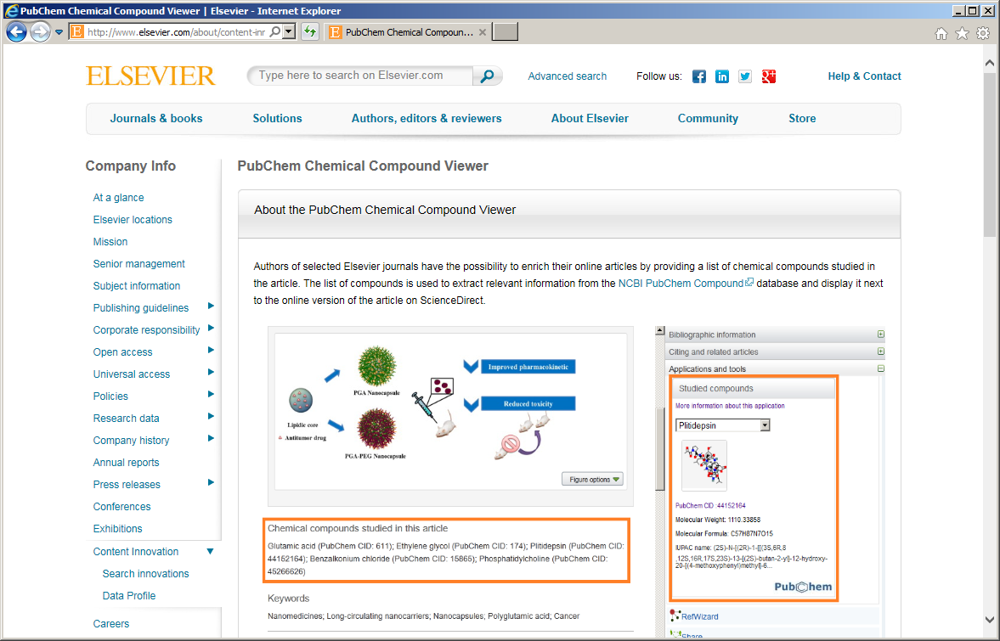 PubChem Chemical Compound Viewer | Elsevier - Internet Explorer
http://www.elsevier.com/about/content-inr
PubChem Chemical Compoun...
ELSEVIER
Type here to search on Elsevier.com
Advanced search
Follow us:
Help & Contact
Journals & books
Solutions
Authors, editors & reviewers
About Elsevier
Community
Store
Company Info
At a glance
Elsevier locations
Mission
Senior management
Subject information
Publishing guidelines
Corporate responsibility
Open access
Universal access
Policies
Research data
Company history
Annual reports
Press releases
Conferences
Exhibitions
Content Innovation
Search innovations
Data Profile
Careers
PubChem Chemical Compound Viewer
About the PubChem Chemical Compound Viewer
Authors of selected Elsevier journals have the possibility to enrich their online articles by providing a list of chemical compounds studied in
the article. The list of compounds is used to extract relevant information from the NCBI PubChem Compound database and display it next
to the online version of the article on ScienceDirect.
Lipidic core
Antitumor drug
PGA Nanocapsule
PGA-PEG Nanocapsule
Improved pharmacokinetic
Reduced toxicity
Figure options
Chemical compounds studied in this article
Glutamic acid (PubChem CID: 611); Ethylene glycol (PubChem CID: 174); Plitidepsin (PubChem CID:
44152164); Benzalkonium chloride (PubChem CID: 15865); Phosphatidylcholine (PubChem CID:
45266626)
Keywords
Nanomedicines; Long-circulating nanocarriers; Nanocapsules; Polyglutamic acid; Cancer
Bibliographic information
Citing and related articles
Applications and tools
Studied compounds
More information about this application
Plitidepsin
PubChem CID :44152164
Molecular Weight: 1110.33858
Molecular Formula: C57H87N7O15
IUPAC name: (2S)-N-[(2R)-1-[[(3S,6R,8
,12S,16R,17S,23S)-13-[(2S)-butan-2-yl]-12-hydroxy-
20-[(4-methoxyphenyl)methyl]-6...
PubChem
RefWizard
Share